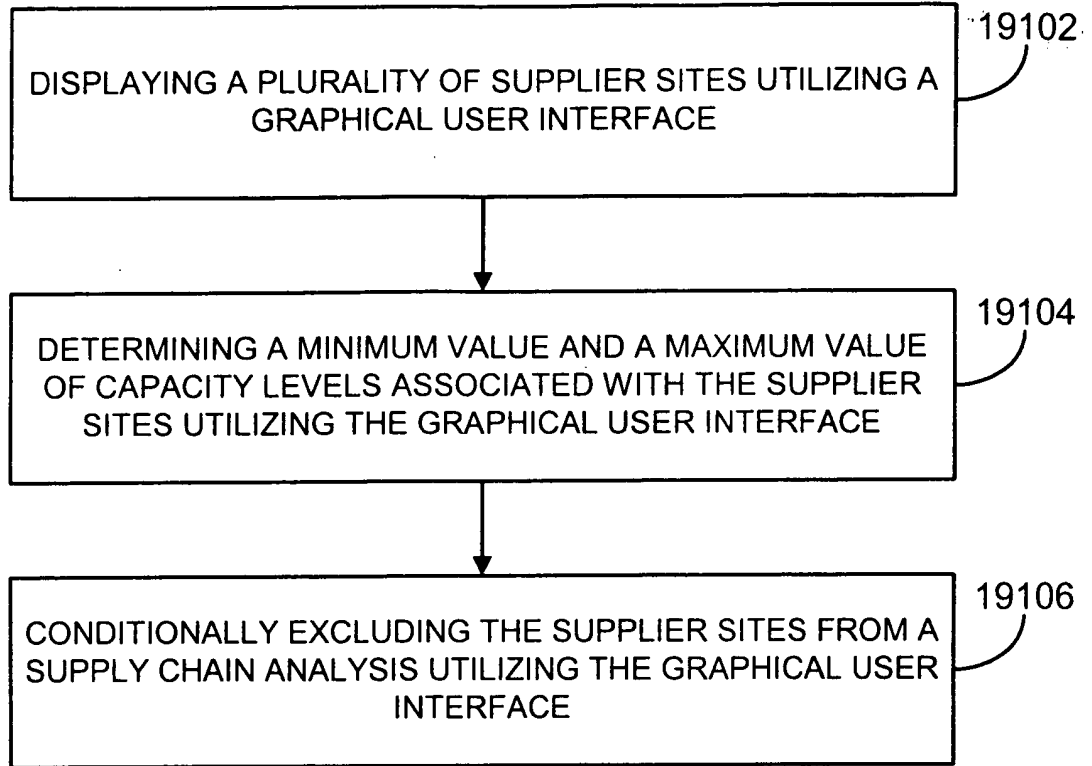 19102
DISPLAYING A PLURALITY OF SUPPLIER SITES UTILIZING A
GRAPHICAL USER INTERFACE
19104
DETERMINING A MINIMUM VALUE AND A MAXIMUM VALUE
OF CAPACITY LEVELS ASSOCIATED WITH THE SUPPLIER
SITES UTILIZING THE GRAPHICAL USER INTERFACE
19106
CONDITIONALLY EXCLUDING THE SUPPLIER SITES FROM A
SUPPLY CHAIN ANALYSIS UTILIZING THE GRAPHICAL USER
INTERFACE